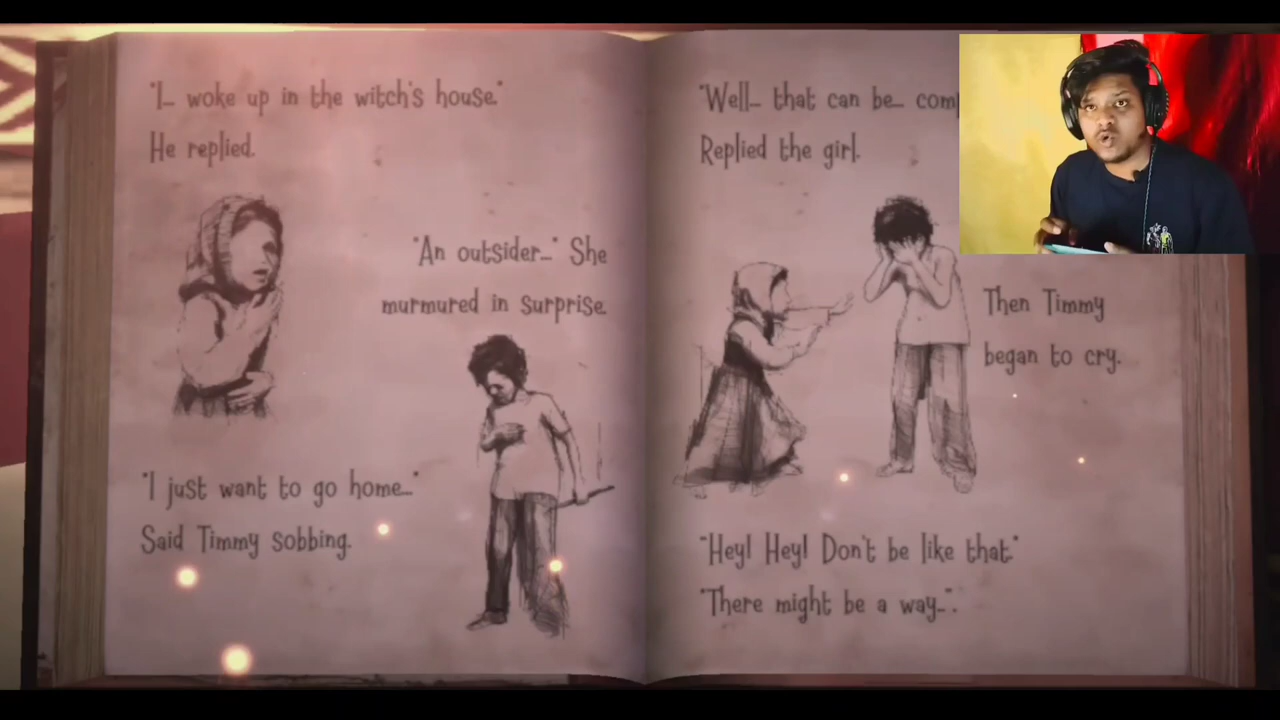 "I... woke up in the witch's house."
He replied.
"An outsider..." She
murmured in surprise.
"I just want to go home..."
Said Timmy sobbing.
"Well... that can be...
Replied the girl.
Then Timmy
began to cry.
"Hey! Hey! Don't be like that."
"There might be a way...".